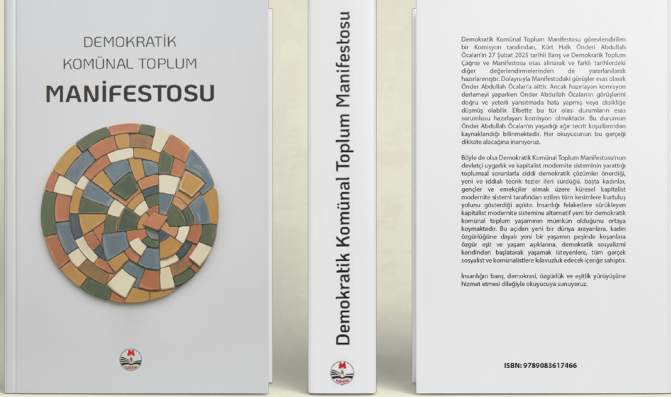 DEMOKRATİK
KOMÜNAL TOPLUM
MANİFESTOSU
Demokratik Komünal Toplum Manifestosu
Demokratik Komünal Toplum Manifestosu görevlendirilen
bir Komisyon tarafından, Kürt Halk Önderi Abdullah
Öcalan'ın 27 Şubat 2025 tarihli Barış ve Demokratik Toplum
Çağrısı ve Manifestosu esas alınarak ve farklı tarihlerdeki
diğer değerlendirmelerinden de yararlanılarak
hazırlanmıştır. Dolayısıyla Manifestodaki görüşler esas olarak
Önder Abdullah Öcalan'a aittir. Ancak hazırlayan komisyon
derlemeyi yaparken Önder Abdullah Öcalan'ın görüşlerini
doğru ve yeterli yansıtmada hata yapmış veya eksikliğe
düşmüş olabilir. Elbette bu tür olası durumların esas
sorumlusu hazırlayan komisyon olmaktadır. Bu durumun
Önder Abdullah Öcalan'ın yaşadığı ağır tecrit koşullarından
kaynaklandığı bilinmektedir. Her okuyucunun bu gerçeği
dikkate alacağına inanıyoruz.
Böyle de olsa Demokratik Komünal Toplum Manifestosu'nun
devletçi uygarlık ve kapitalist modernite sisteminin yarattığı
toplumsal sorunlara ciddi demokratik çözümler önerdiği,
yeni ve iddialı teorik tezler ileri sürdüğü, başta kadınlar,
gençler ve emekçiler olmak üzere küresel kapitalist
modernite sistemi tarafından ezilen tüm kesimlere kurtuluş
yolunu gösterdiği açıktır. İnsanlığı felaketlere sürükleyen
kapitalist modernite sistemine alternatif yeni bir demokratik
komünal toplum yaşamının mümkün olduğunu ortaya
koymaktadır. Bu açıdan yeni bir dünya arayanlara, kadın
özgürlüğüne dayalı yeni bir yaşamın peşinde koşanlara
özgür eşit ve yaşam aşıklarına, demokratik sosyalizmi
kendinden başlatarak yaşamak isteyenlere, tüm gerçek
sosyalist ve komünalistlere kılavuzluk edecek içeriğe sahiptir.
İnsanlığın barış, demokrasi, özgürlük ve eşitlik yürüyüşüne
hizmet etmesi dileğiyle okuyucuya sunuyoruz.
ISBN: 9789083617466